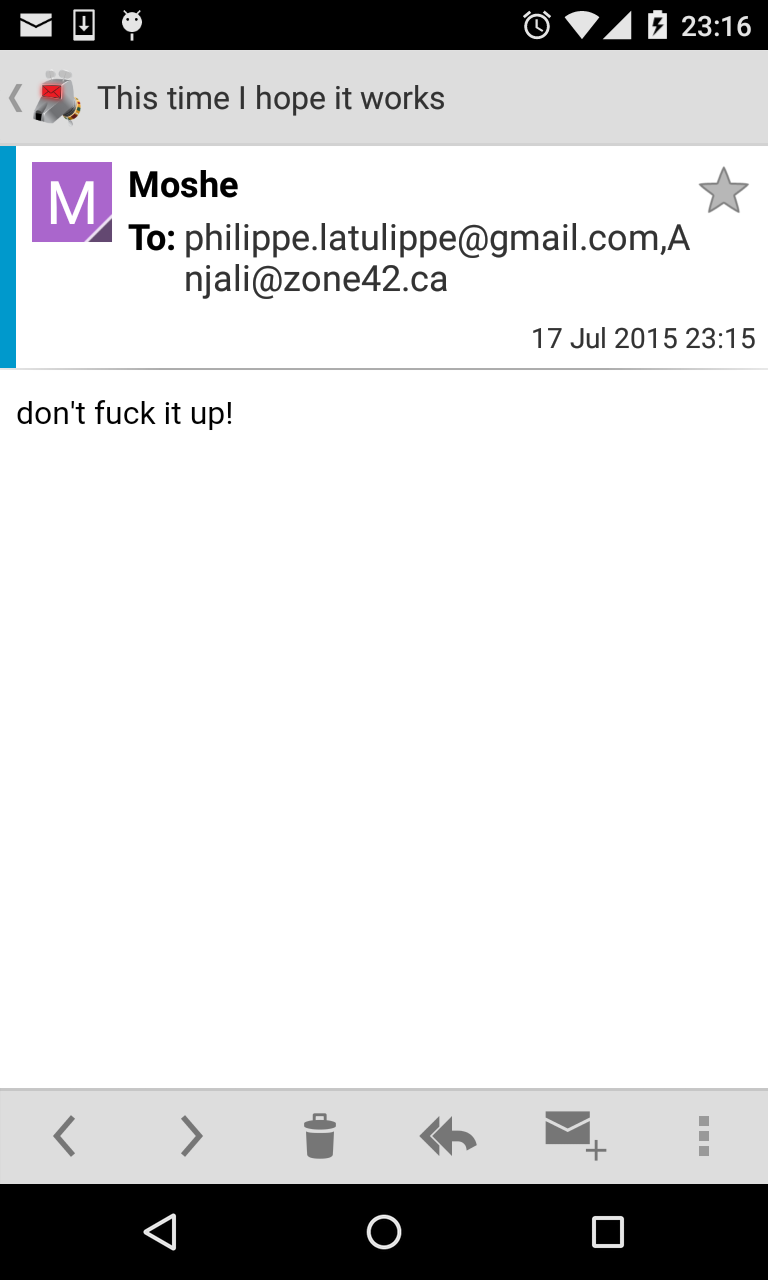 23:16
This time I hope it works
M
Moshe
To: philippe.latulippe@gmail.com,A
njali@zone42.ca
17 Jul 2015 23:15
don't fuck it up!